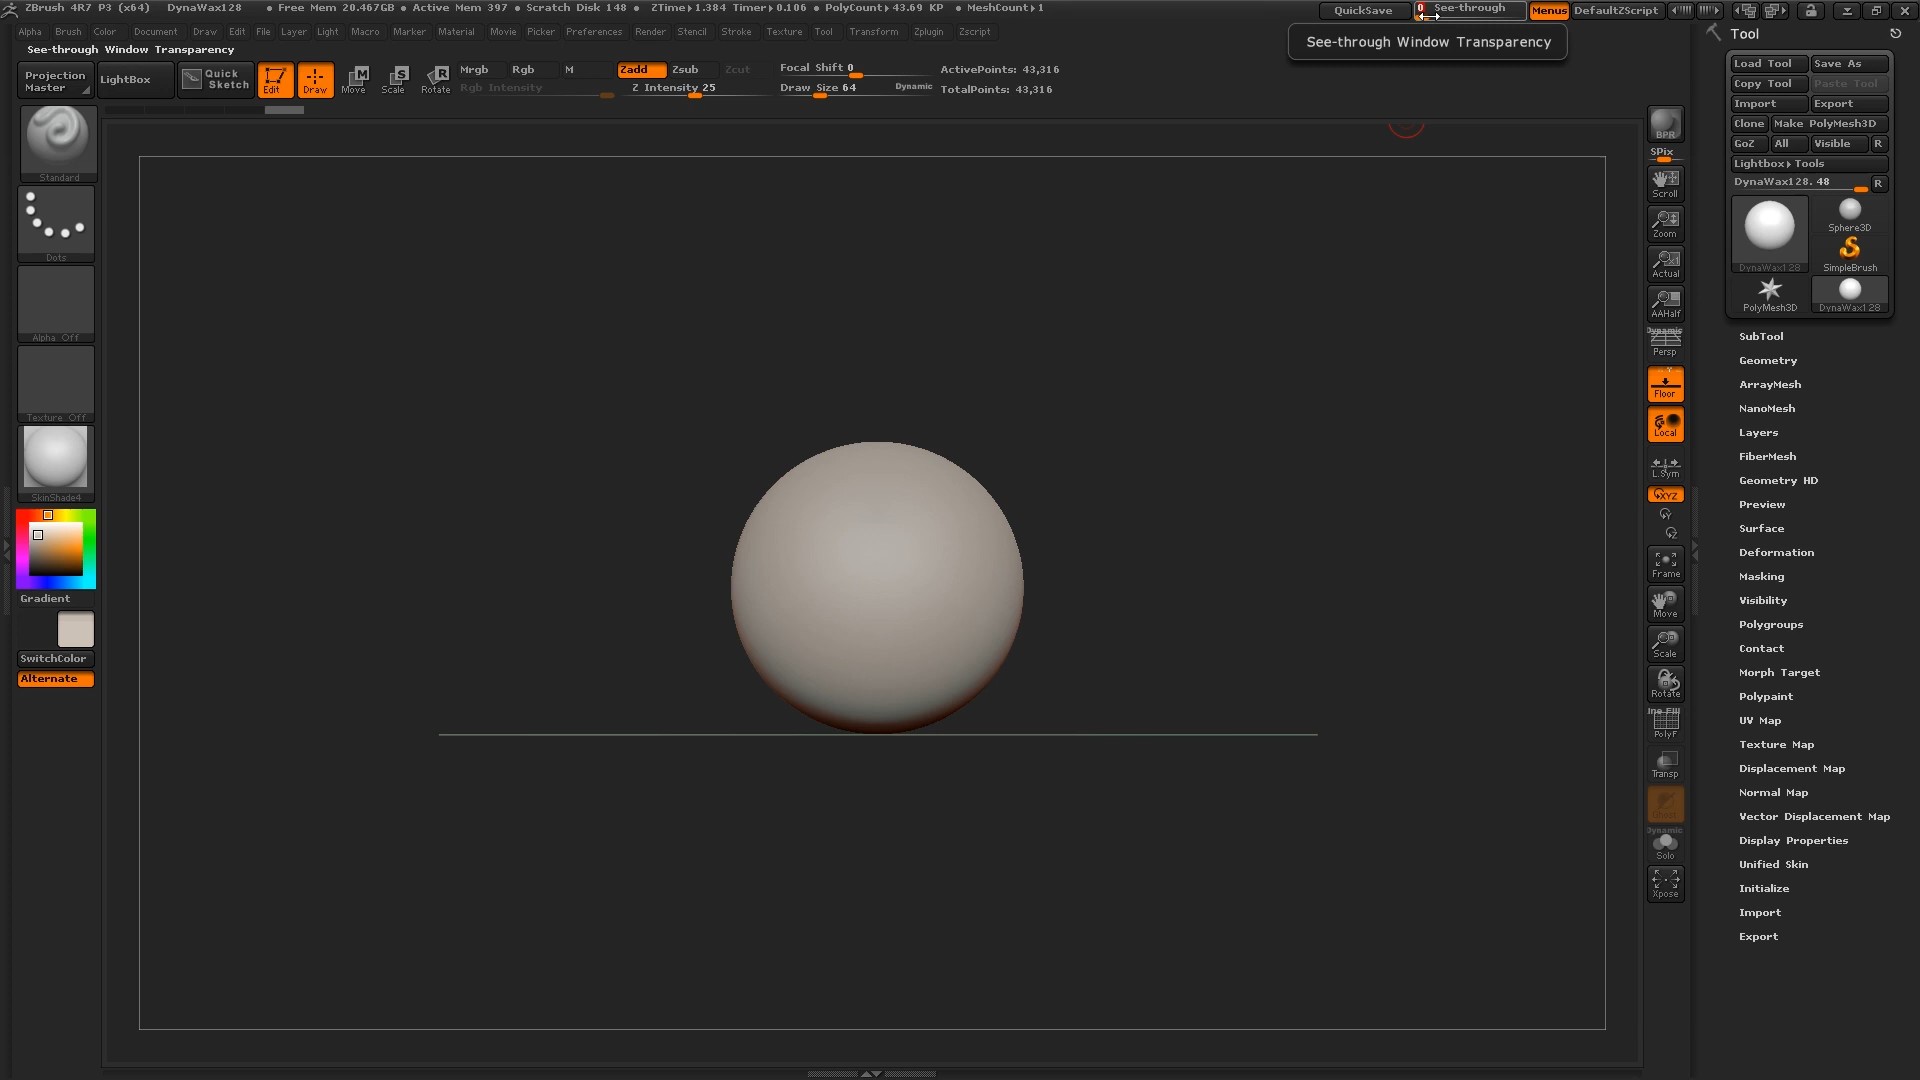 ZBrush 4R7 P3 (x64) DynaWax128 • Free Mem 20.467GB • Active Mem 397 • Scratch Disk 148 • ZTime▸1.384 Timer▸0.106 • PolyCount▸43.69 KP • MeshCount▸1 QuickSave 0 See-through Menus DefaultZScript
Alpha Brush Color Document Draw Edit File Layer Light Macro Marker Material Movie Picker Preferences Render Stencil Stroke Texture Tool Transform Zplugin Zscript
See-through Window Transparency
See-through Window Transparency
Projection Master
LightBox
Quick Sketch
Edit
Draw
Move
Scale
Rotate
Mrgb Rgb M
Rgb Intensity
Zadd Zsub Zcut
Z Intensity 25
Focal Shift 0
Draw Size 64 Dynamic
ActivePoints: 43,316
TotalPoints: 43,316
Standard
Dots
Alpha Off
Texture Off
SkinShade4
Gradient
SwitchColor
Alternate
BPR
SPix
Scroll
Zoom
Actual
AAHalf
Dynamic
Persp
Floor
Local
L.Sym
XYZ
Y
Z
Frame
Move
Scale
Rotate
Line Fill
PolyF
Transp
Dynamic
Solo
Xpose
Tool
Load Tool Save As
Copy Tool Paste Tool
Import Export
Clone Make PolyMesh3D
GoZ All Visible R
Lightbox▸Tools
DynaWax128. 48 R
DynaWax128
Sphere3D
SimpleBrush
PolyMesh3D
DynaWax128
SubTool
Geometry
ArrayMesh
NanoMesh
Layers
FiberMesh
Geometry HD
Preview
Surface
Deformation
Masking
Visibility
Polygroups
Contact
Morph Target
Polypaint
UV Map
Texture Map
Displacement Map
Normal Map
Vector Displacement Map
Display Properties
Unified Skin
Initialize
Import
Export